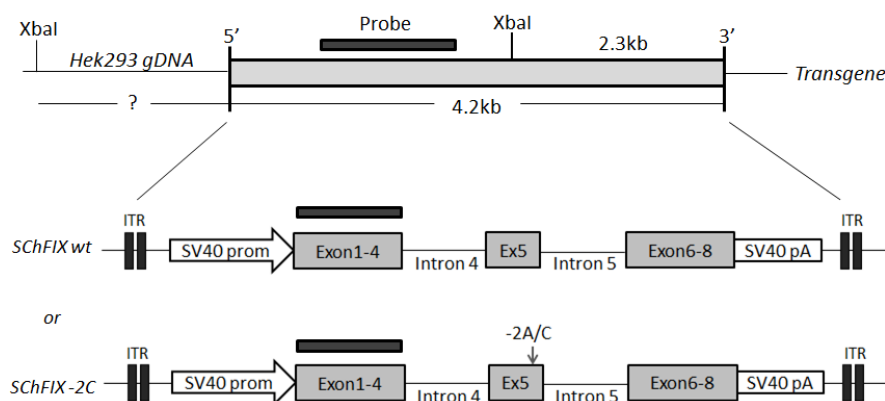 XbaI
5’
Probe
XbaI
2.3kb
3’
Hek293 gDNA
Transgene
?
4.2kb
ITR
ITR
SChFIX wt
SV40 prom
Exon1-4
Intron 4
Ex5
Intron 5
Exon6-8
SV40 pA
or
-2A/C
ITR
ITR
SChFIX -2C
SV40 prom
Exon1-4
Intron 4
Ex5
Intron 5
Exon6-8
SV40 pA